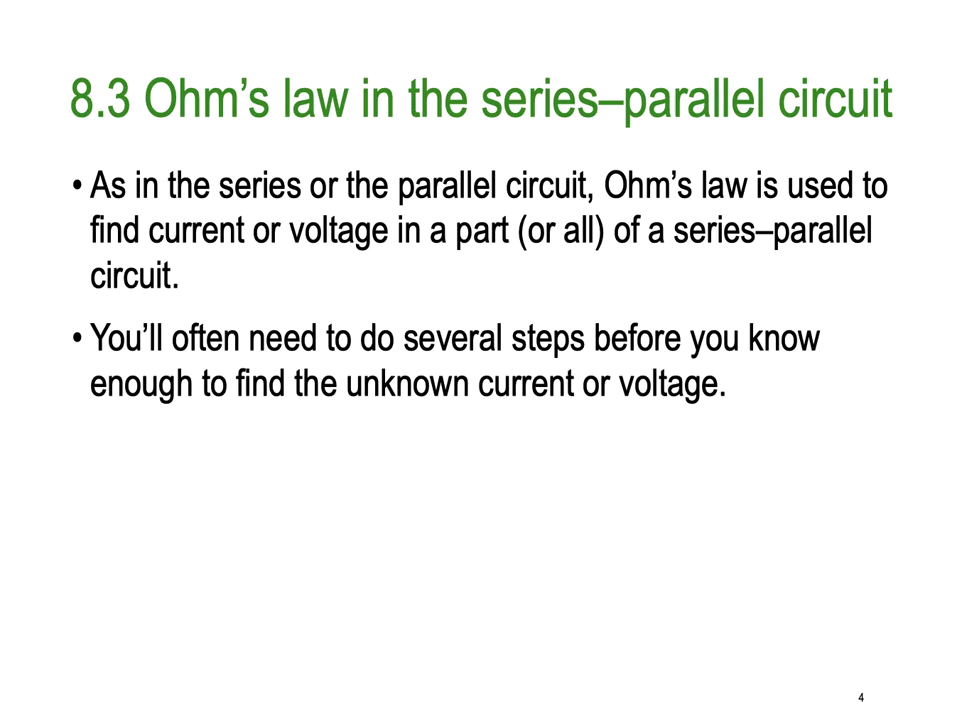 8.3 Ohm’s law in the series–parallel circuit
• As in the series or the parallel circuit, Ohm’s law is used to
find current or voltage in a part (or all) of a series–parallel
circuit.
• You’ll often need to do several steps before you know
enough to find the unknown current or voltage.
4